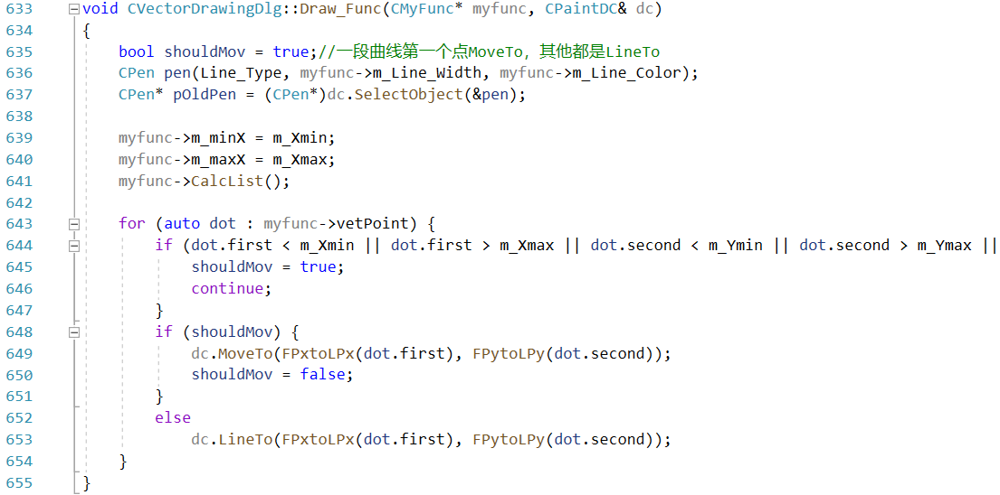 633 void CVectorDrawingDlg::Draw_Func(CMyFunc* myfunc, CPaintDC& dc)
634 {
635 bool shouldMov = true;//一段曲线第一个点MoveTo，其他都是LineTo
636 CPen pen(Line_Type, myfunc->m_Line_Width, myfunc->m_Line_Color);
637 CPen* pOldPen = (CPen*)dc.SelectObject(&pen);
638
639 myfunc->m_minX = m_Xmin;
640 myfunc->m_maxX = m_Xmax;
641 myfunc->CalcList();
642
643 for (auto dot : myfunc->vetPoint) {
644 if (dot.first < m_Xmin || dot.first > m_Xmax || dot.second < m_Ymin || dot.second > m_Ymax ||
645 shouldMov = true;
646 continue;
647 }
648 if (shouldMov) {
649 dc.MoveTo(FPxtoLPx(dot.first), FPytoLPy(dot.second));
650 shouldMov = false;
651 }
652 else
653 dc.LineTo(FPxtoLPx(dot.first), FPytoLPy(dot.second));
654 }
655 }